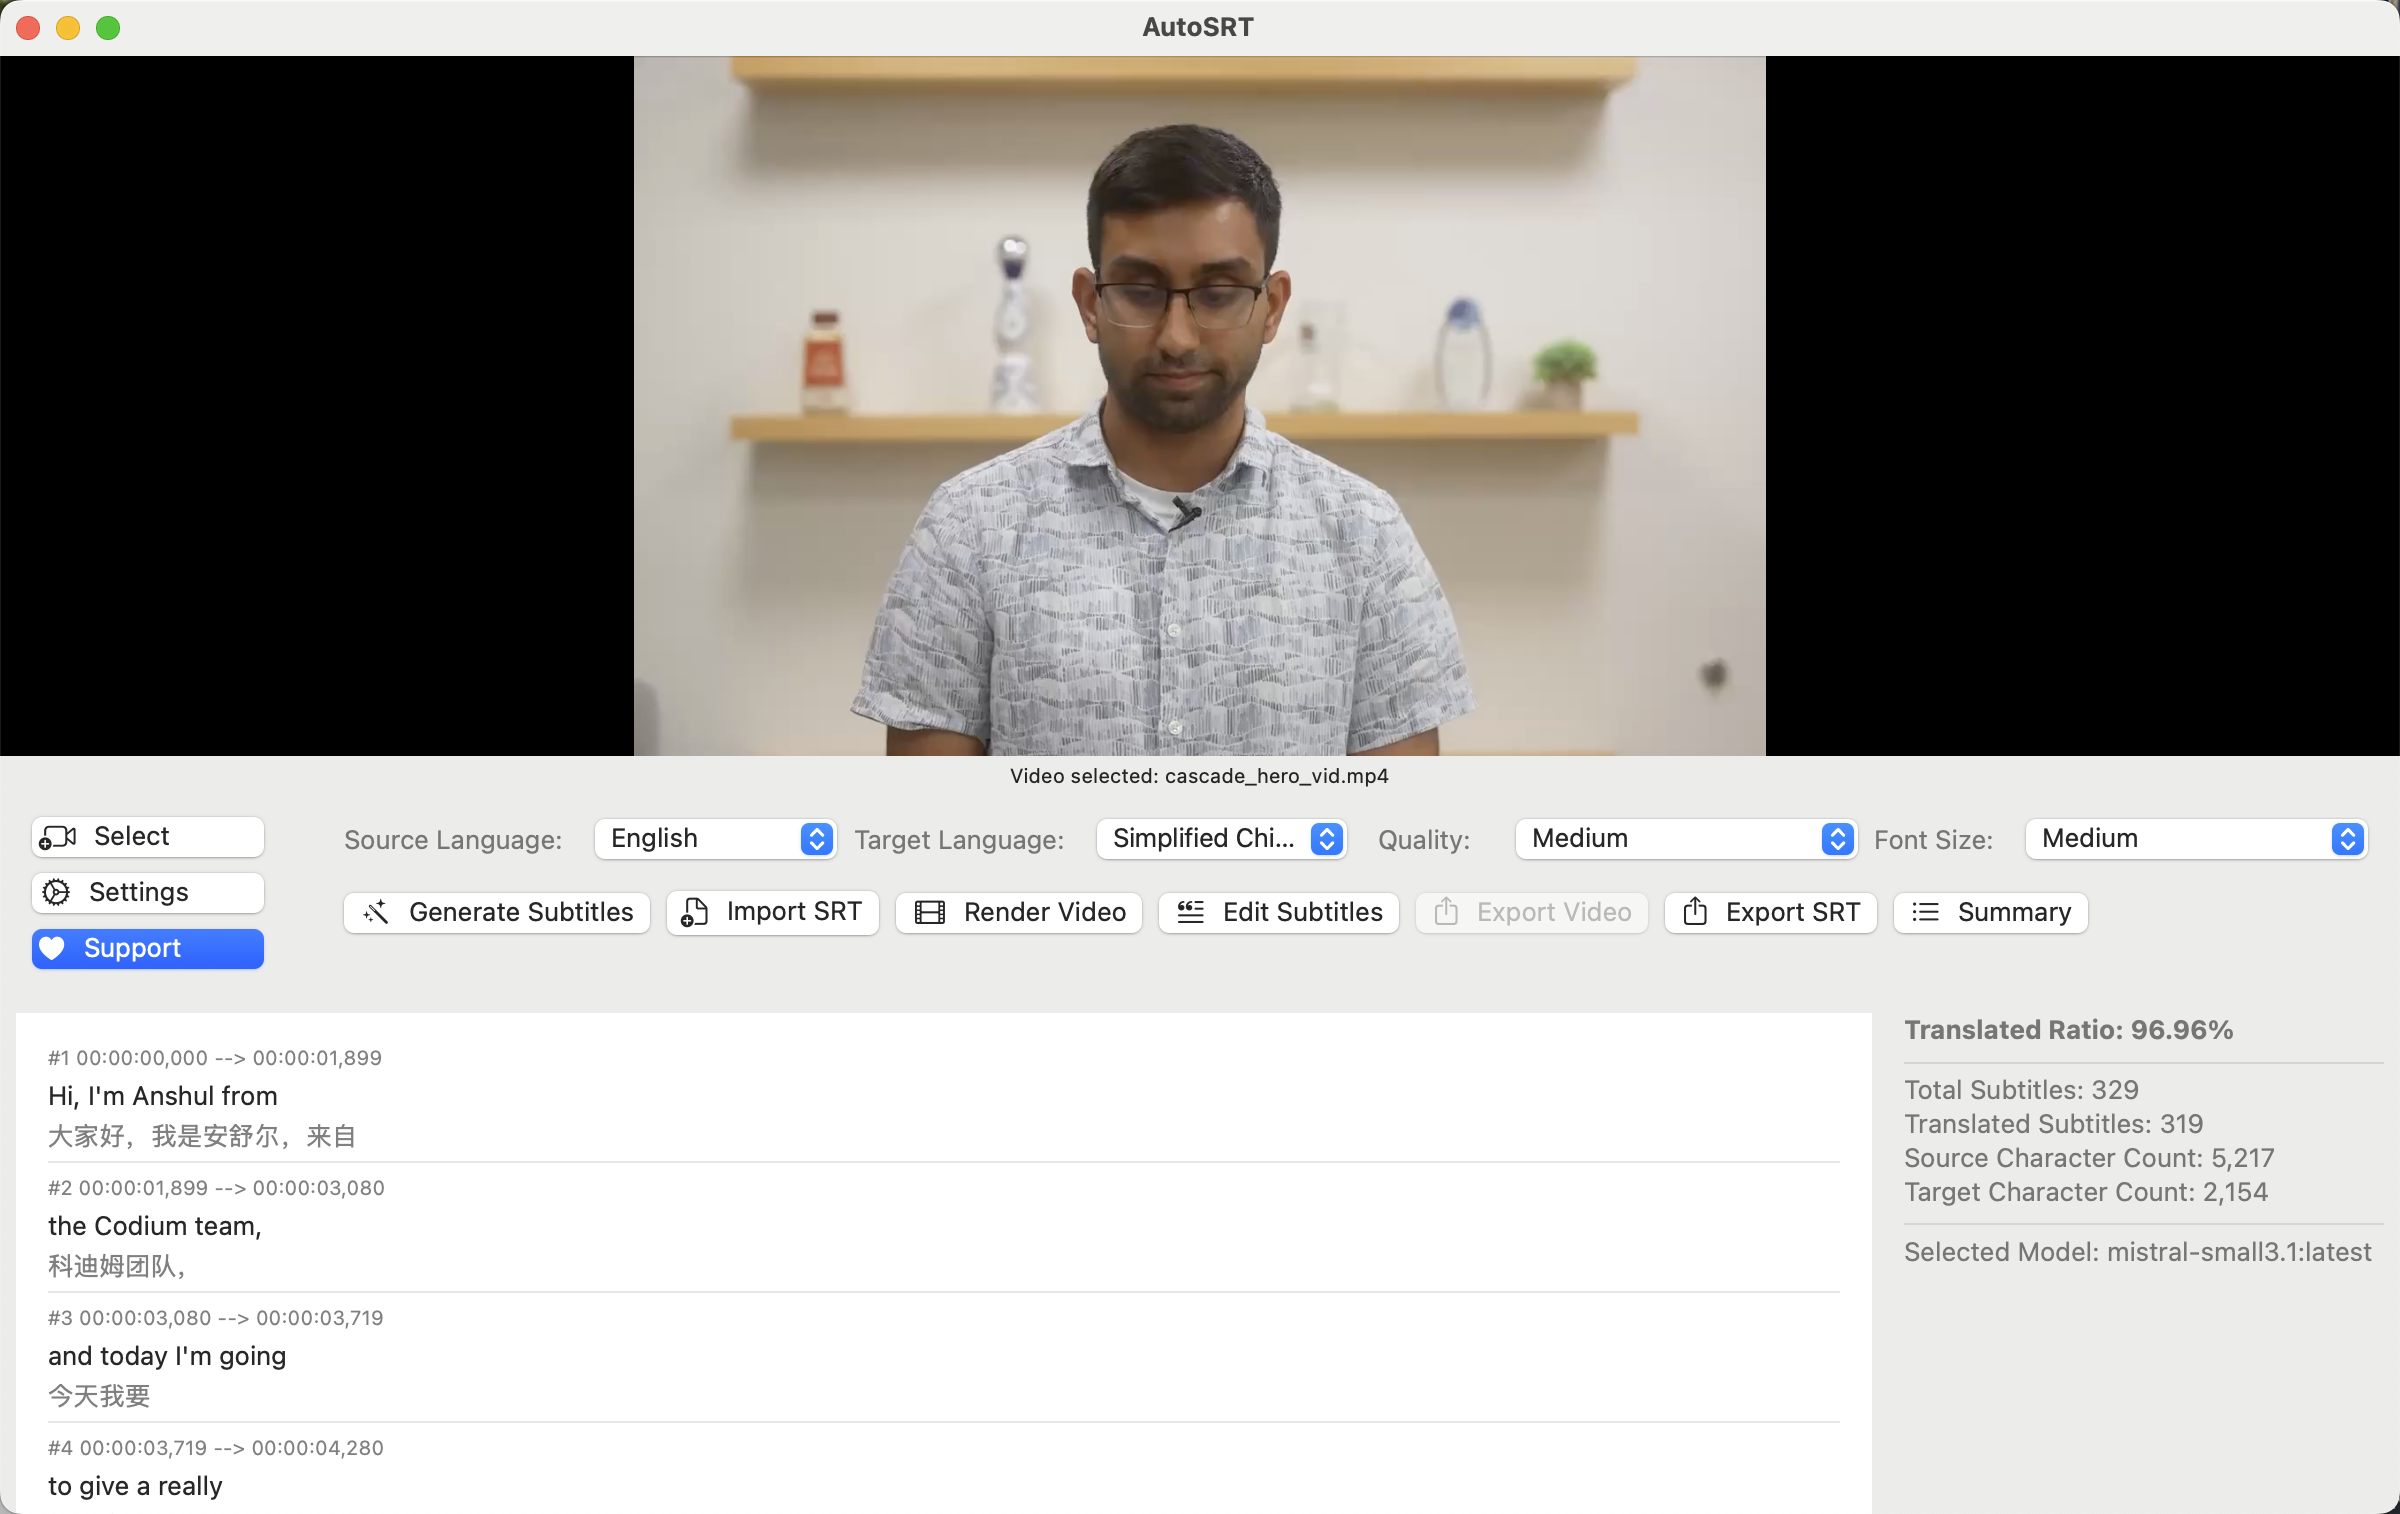 AutoSRT
Video selected: cascade_hero_vid.mp4
Select
Source Language: English Target Language: Simplified Chi... Quality: Medium Font Size: Medium
Settings
Generate Subtitles Import SRT Render Video Edit Subtitles Export Video Export SRT Summary
Support
#1 00:00:00,000 --> 00:00:01,899
Hi, I'm Anshul from
大家好，我是安舒尔，来自
#2 00:00:01,899 --> 00:00:03,080
the Codium team,
科迪姆团队，
#3 00:00:03,080 --> 00:00:03,719
and today I'm going
今天我要
#4 00:00:03,719 --> 00:00:04,280
to give a really
Translated Ratio: 96.96%
Total Subtitles: 329
Translated Subtitles: 319
Source Character Count: 5,217
Target Character Count: 2,154
Selected Model: mistral-small3.1:latest